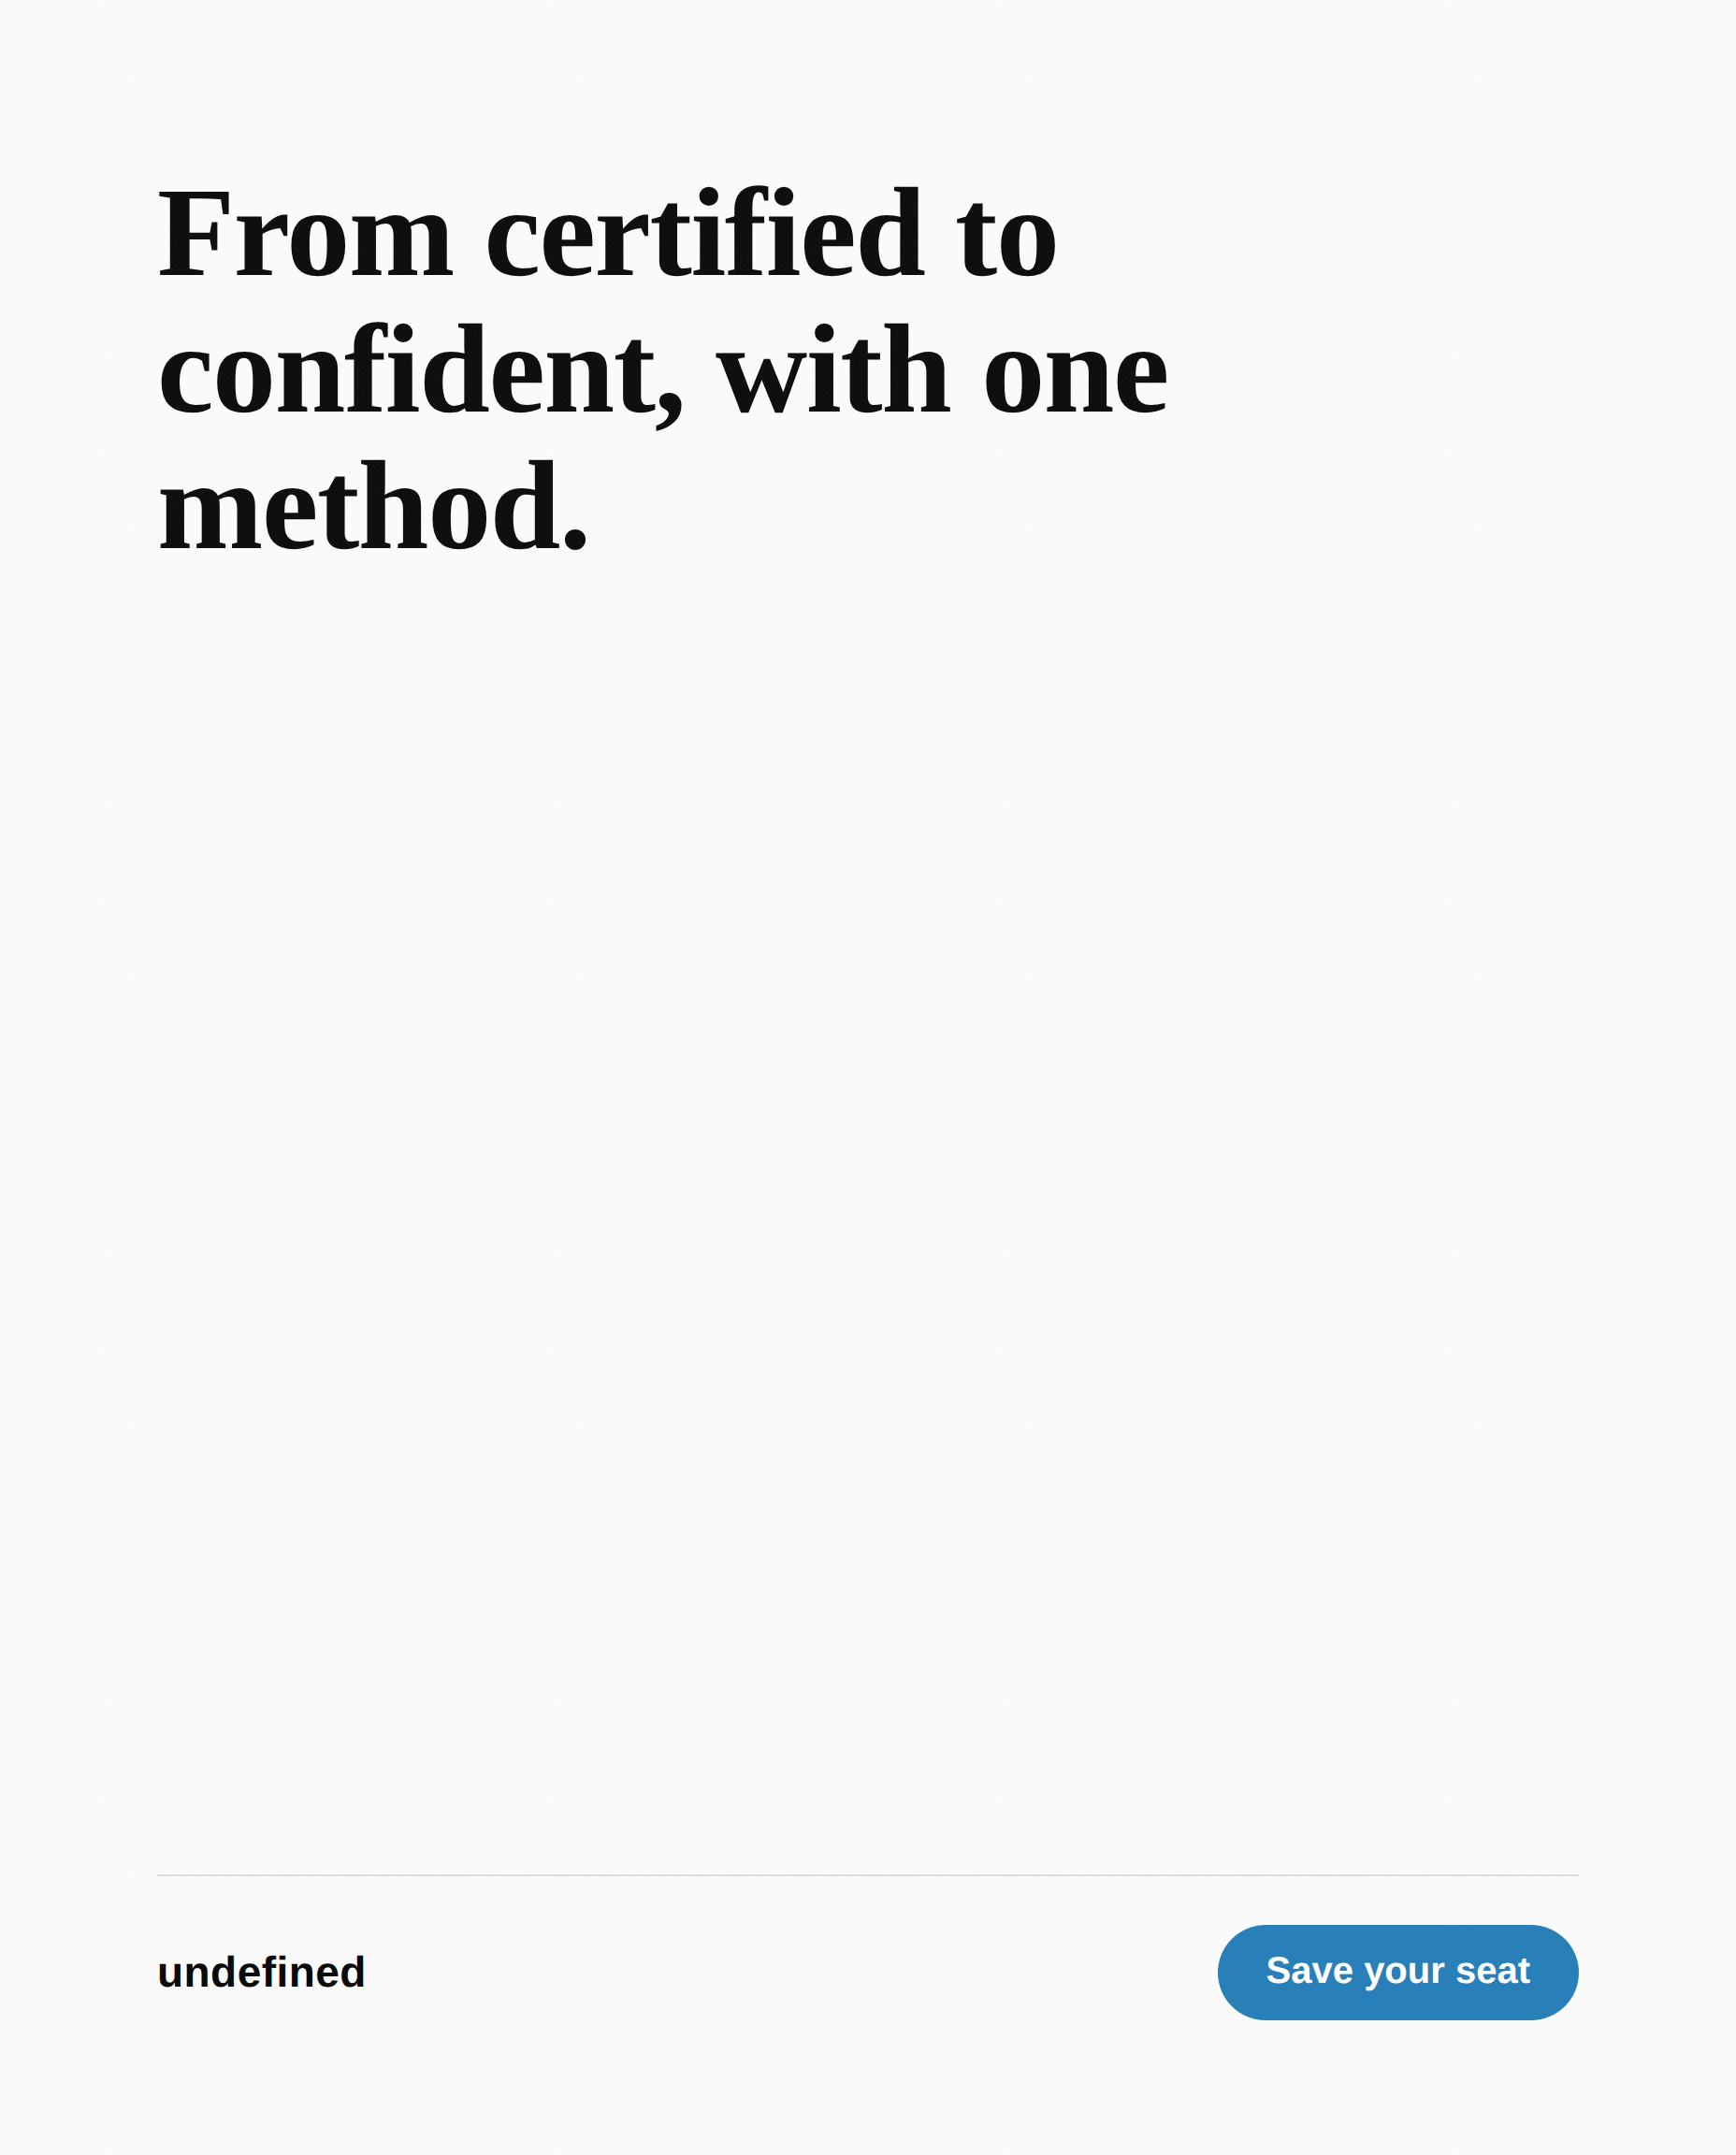 From certified to
confident, with one
method.
undefined
Save your seat